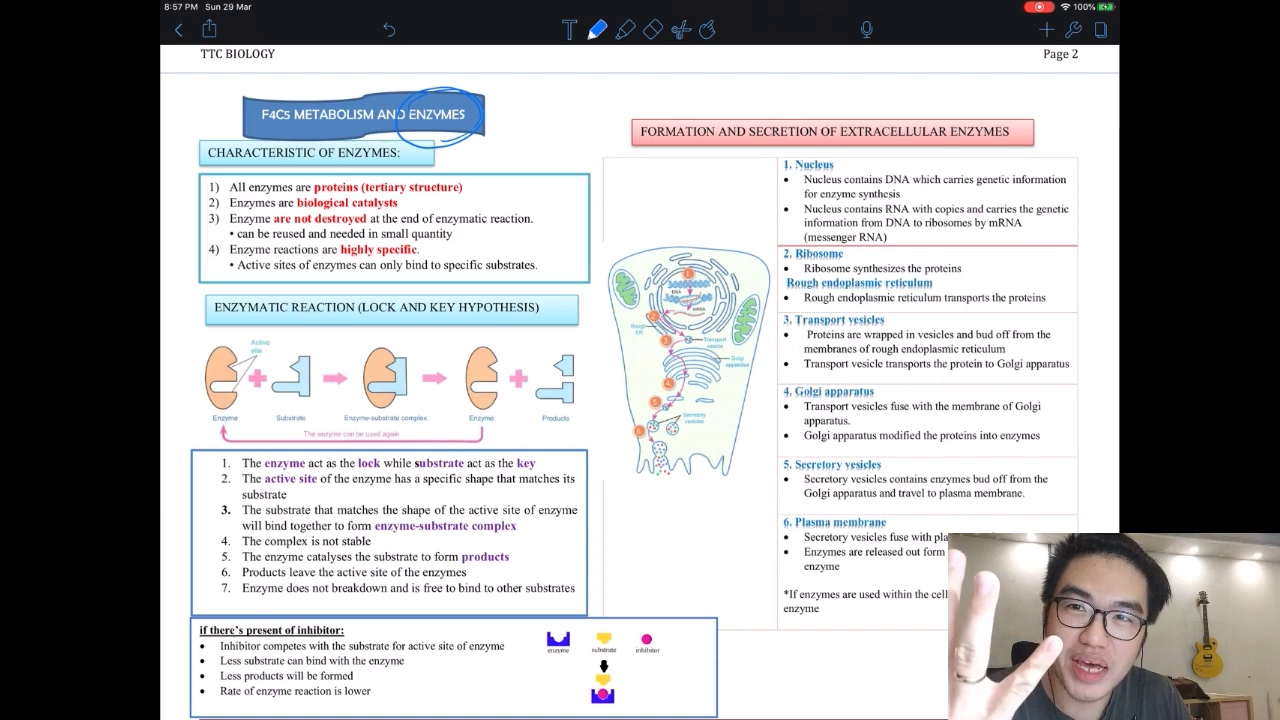 8:57 PM Sun 29 Mar
100%
TTC BIOLOGY
Page 2
F4C5 METABOLISM AND ENZYMES
CHARACTERISTIC OF ENZYMES:
1) All enzymes are proteins (tertiary structure)
2) Enzymes are biological catalysts
3) Enzyme are not destroyed at the end of enzymatic reaction.
• can be reused and needed in small quantity
4) Enzyme reactions are highly specific.
• Active sites of enzymes can only bind to specific substrates.
ENZYMATIC REACTION (LOCK AND KEY HYPOTHESIS)
Active
site
Enzyme
Substrate
Enzyme-substrate complex
Enzyme
Products
The enzyme can be used again
1. The enzyme act as the lock while substrate act as the key
2. The active site of the enzyme has a specific shape that matches its
substrate
3. The substrate that matches the shape of the active site of enzyme
will bind together to form enzyme-substrate complex
4. The complex is not stable
5. The enzyme catalyses the substrate to form products
6. Products leave the active site of the enzymes
7. Enzyme does not breakdown and is free to bind to other substrates
if there's present of inhibitor:
• Inhibitor competes with the substrate for active site of enzyme
• Less substrate can bind with the enzyme
• Less products will be formed
• Rate of enzyme reaction is lower
enzyme
substrate
inhibitor
FORMATION AND SECRETION OF EXTRACELLULAR ENZYMES
1
DNA
mRNA
2
Rough
ER
3
Transport
vesicle
Golgi
apparatus
4
5
Secretory
vesicles
6
1. Nucleus
• Nucleus contains DNA which carries genetic information
for enzyme synthesis
• Nucleus contains RNA with copies and carries the genetic
information from DNA to ribosomes by mRNA
(messenger RNA)
2. Ribosome
• Ribosome synthesizes the proteins
Rough endoplasmic reticulum
• Rough endoplasmic reticulum transports the proteins
3. Transport vesicles
• Proteins are wrapped in vesicles and bud off from the
membranes of rough endoplasmic reticulum
• Transport vesicle transports the protein to Golgi apparatus
4. Golgi apparatus
• Transport vesicles fuse with the membrane of Golgi
apparatus.
• Golgi apparatus modified the proteins into enzymes
5. Secretory vesicles
• Secretory vesicles contains enzymes bud off from the
Golgi apparatus and travel to plasma membrane.
6. Plasma membrane
• Secretory vesicles fuse with
• Enzymes are released out form
enzyme
*If enzymes are used within the cell
enzyme